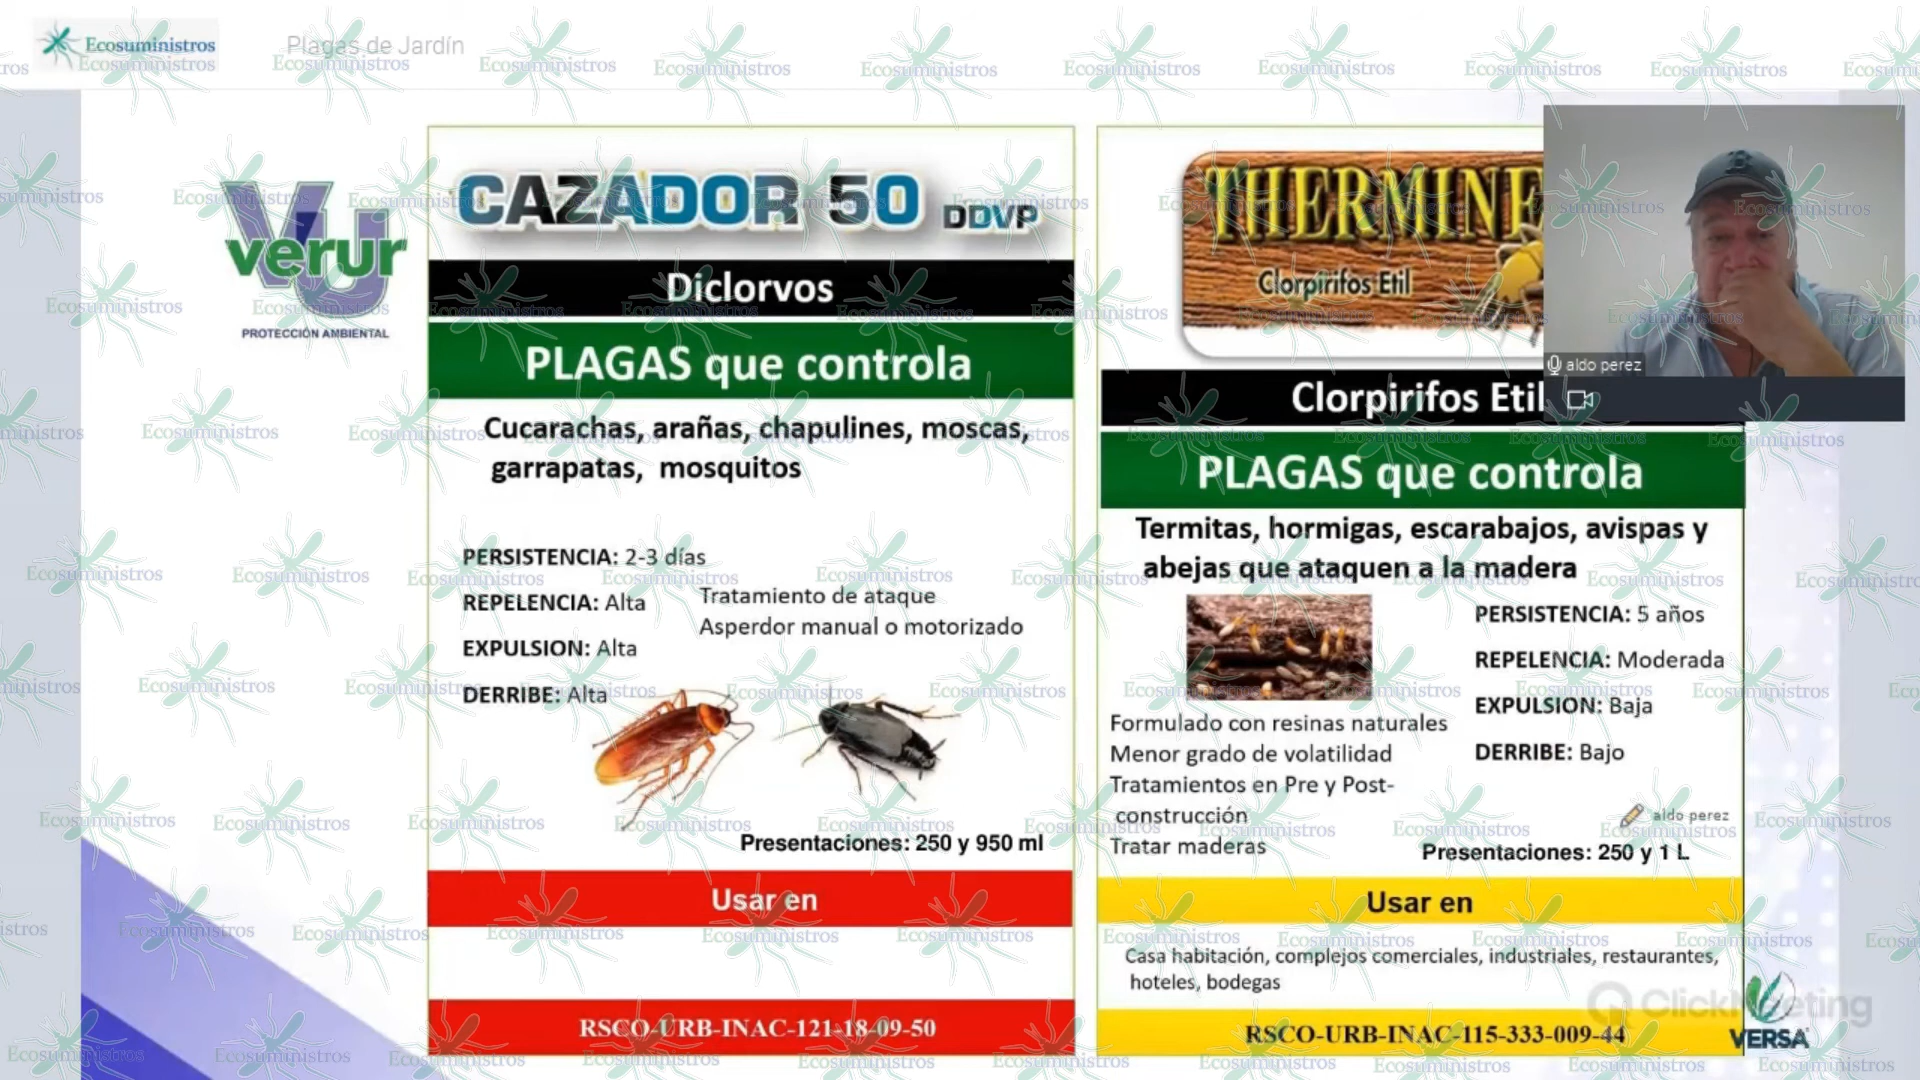 Ecosuministros
Plagas de Jardín
verur
PROTECCIÓN AMBIENTAL
CAZADOR 50 DDVP
Diclorvos
PLAGAS que controla
Cucarachas, arañas, chapulines, moscas,
garrapatas, mosquitos
PERSISTENCIA: 2-3 días
REPELENCIA: Alta
EXPULSION: Alta
DERRIBE: Alta
Tratamiento de ataque
Asperdor manual o motorizado
Presentaciones: 250 y 950 ml
Usar en
RSCO-URB-INAC-121-18-09-50
THERMINE
Clorpirifos Etil
Clorpirifos Etil
PLAGAS que controla
Termitas, hormigas, escarabajos, avispas y
abejas que ataquen a la madera
PERSISTENCIA: 5 años
REPELENCIA: Moderada
EXPULSION: Baja
DERRIBE: Bajo
Formulado con resinas naturales
Menor grado de volatilidad
Tratamientos en Pre y Post-
construcción
Tratar maderas
aldo perez
Presentaciones: 250 y 1 L
Usar en
Casa habitación, complejos comerciales, industriales, restaurantes,
hoteles, bodegas
RSCO-URB-INAC-115-333-009-44
aldo perez
ClickMeeting
VERSA